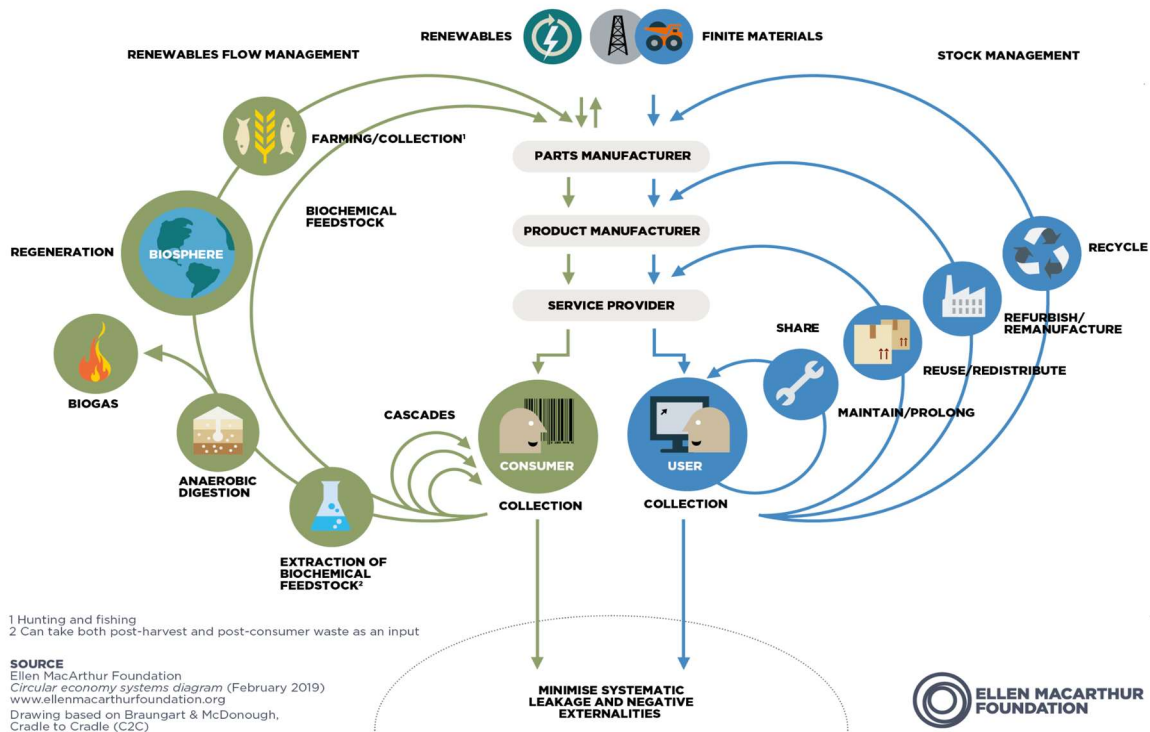 RENEWABLES
FINITE MATERIALS
RENEWABLES FLOW MANAGEMENT
STOCK MANAGEMENT
FARMING/COLLECTION¹
PARTS MANUFACTURER
BIOCHEMICAL
FEEDSTOCK
PRODUCT MANUFACTURER
REGENERATION
BIOSPHERE
RECYCLE
SERVICE PROVIDER
SHARE
REFURBISH/
REMANUFACTURE
REUSE/REDISTRIBUTE
BIOGAS
CASCADES
MAINTAIN/PROLONG
CONSUMER
USER
ANAEROBIC
DIGESTION
COLLECTION
COLLECTION
EXTRACTION OF
BIOCHEMICAL
FEEDSTOCK²
1 Hunting and fishing
2 Can take both post-harvest and post-consumer waste as an input
SOURCE
Ellen MacArthur Foundation
Circular economy systems diagram (February 2019)
www.ellenmacarthurfoundation.org
Drawing based on Braungart & McDonough,
Cradle to Cradle (C2C)
MINIMISE SYSTEMATIC
LEAKAGE AND NEGATIVE
EXTERNALITIES
ELLEN MACARTHUR
FOUNDATION